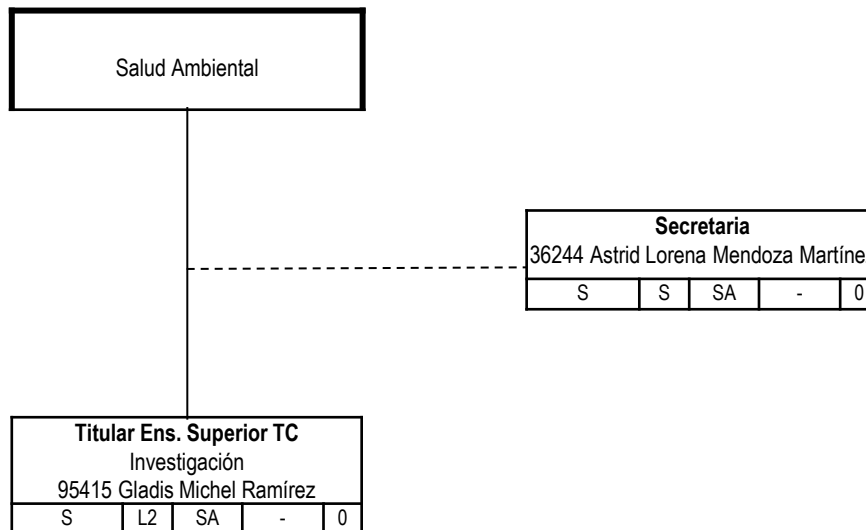 Salud Ambiental
Secretaria
36244 Astrid Lorena Mendoza Martíne
S S SA - 0
Titular Ens. Superior TC
Investigación
95415 Gladis Michel Ramírez
S L2 SA - 0